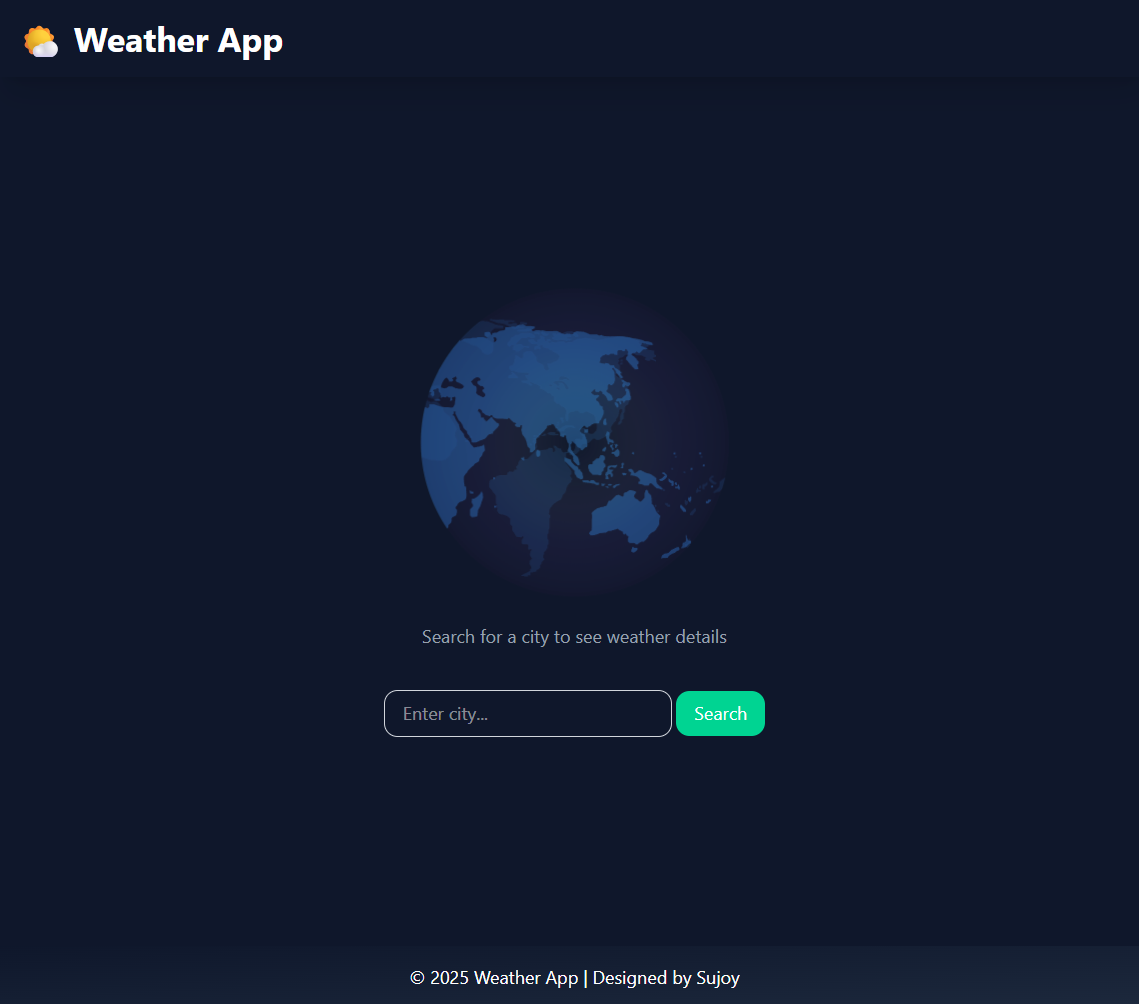 Weather App
Search for a city to see weather details
Enter city...
Search
© 2025 Weather App | Designed by Sujoy